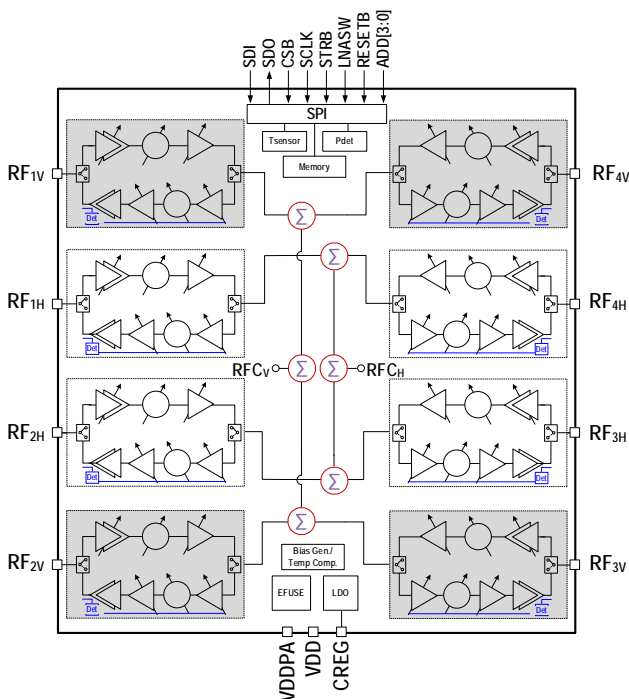 SDI
SDO
CSB
SCLK
STRB
LNASW
RESETB
ADD[3:0]
SPI
Tsensor
Pdet
Memory
RF1V
Det
RF4V
Det
Σ
RF1H
Det
Σ
RF4H
Det
RFCV
Σ
Σ
RFCH
RF2H
Det
RF3H
Det
Σ
Σ
RF2V
Det
RF3V
Det
Bias Gen./
Temp Comp.
EFUSE
LDO
VDDPA
VDD
CREG